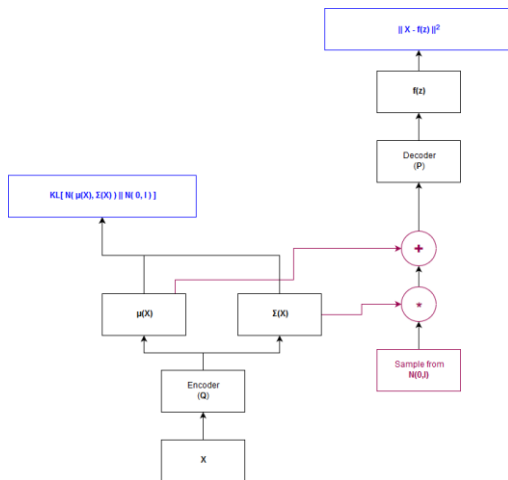 || X - f(z) ||²
f(z)
Decoder
(P)
KL[ N( μ(X), Σ(X) ) || N( 0, I ) ]
+
μ(X)
Σ(X)
*
Sample from
N(0,I)
Encoder
(Q)
X